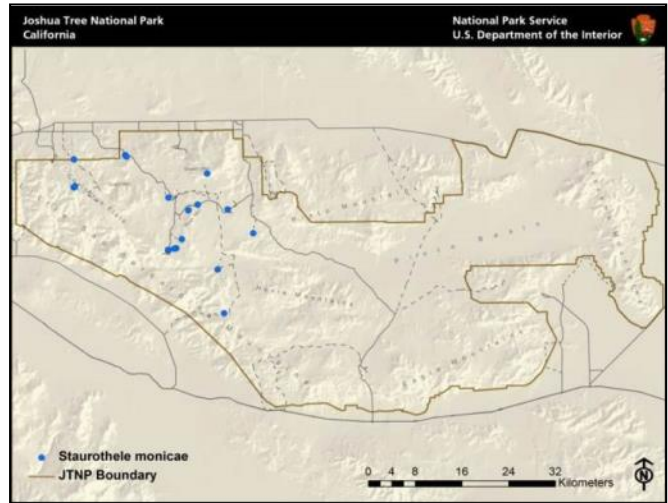 Joshua Tree National Park
California
National Park Service
U.S. Department of the Interior
Staurothele monicae
JTNP Boundary
0 4 8 16 24 32
Kilometers
N